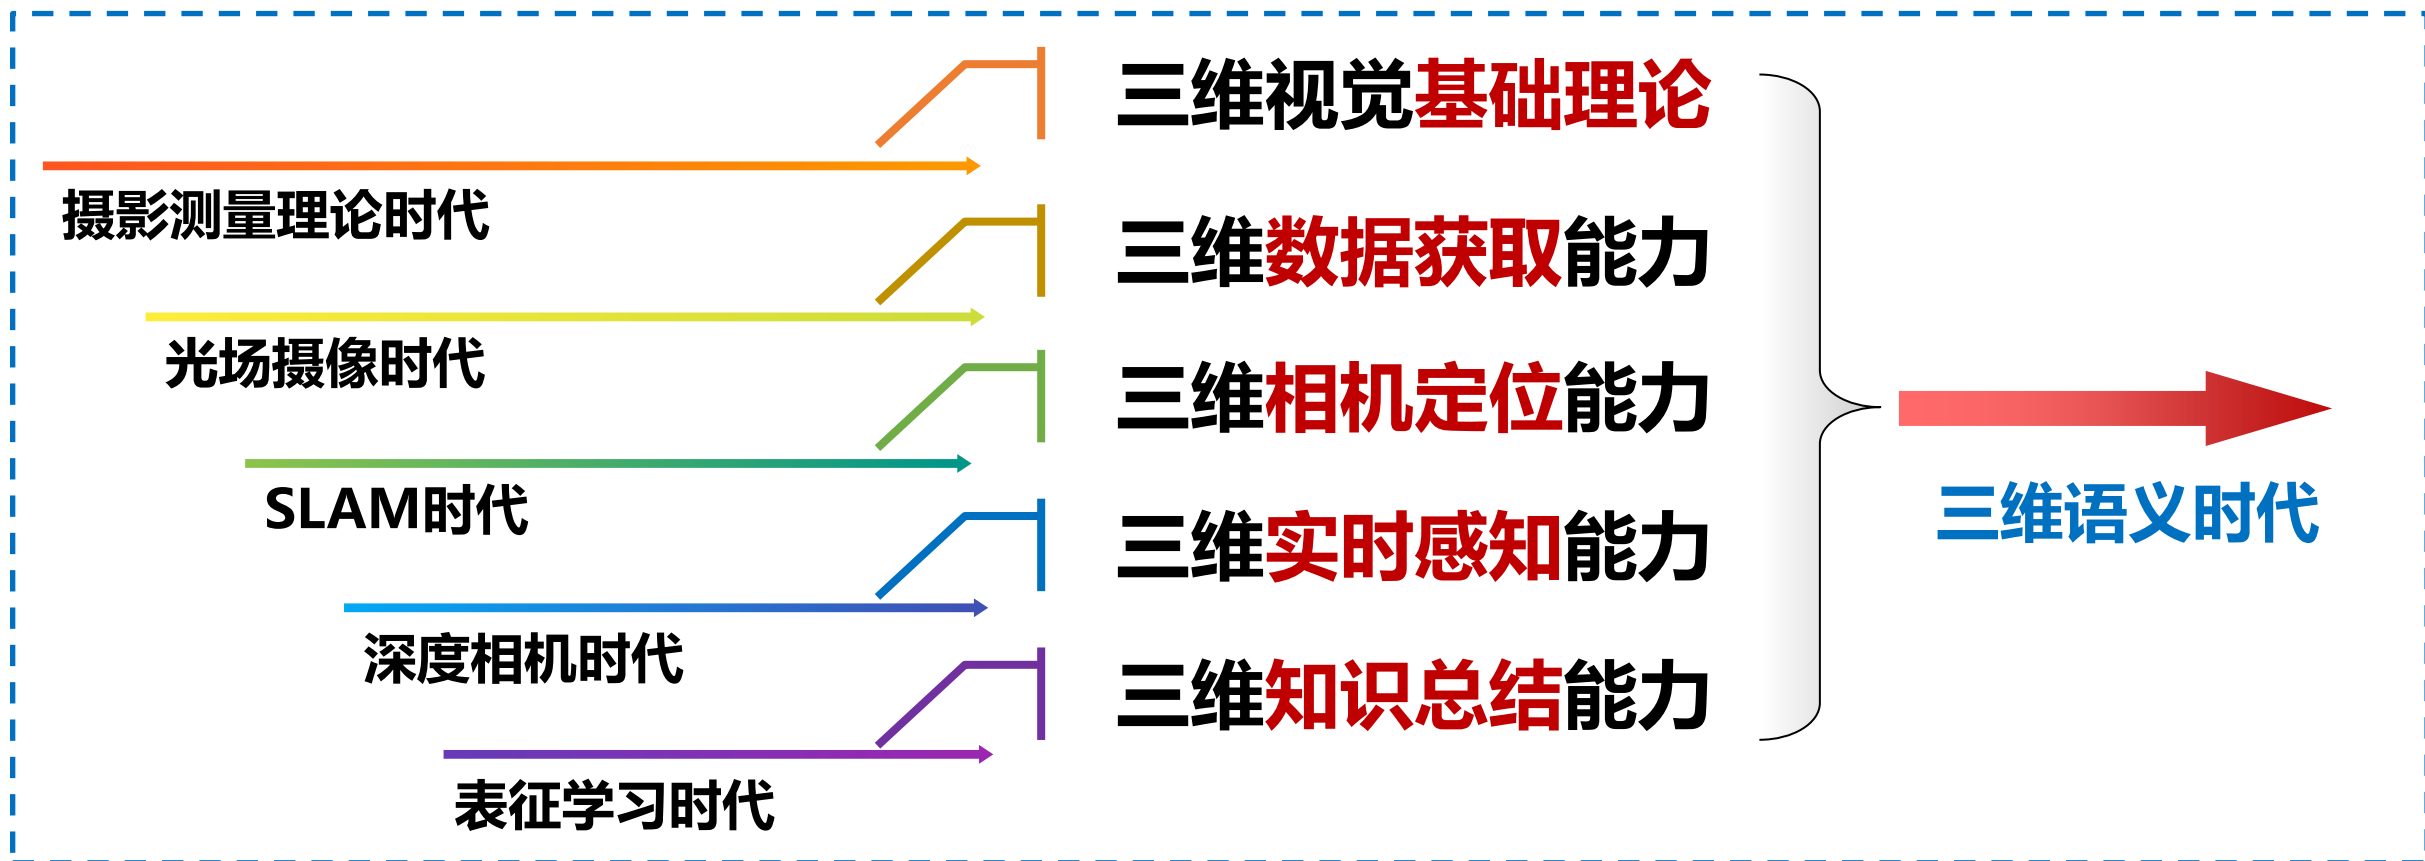 三维视觉基础理论
摄影测量理论时代
三维数据获取能力
光场摄像时代
三维相机定位能力
SLAM时代
三维实时感知能力
深度相机时代
三维知识总结能力
表征学习时代
三维语义时代